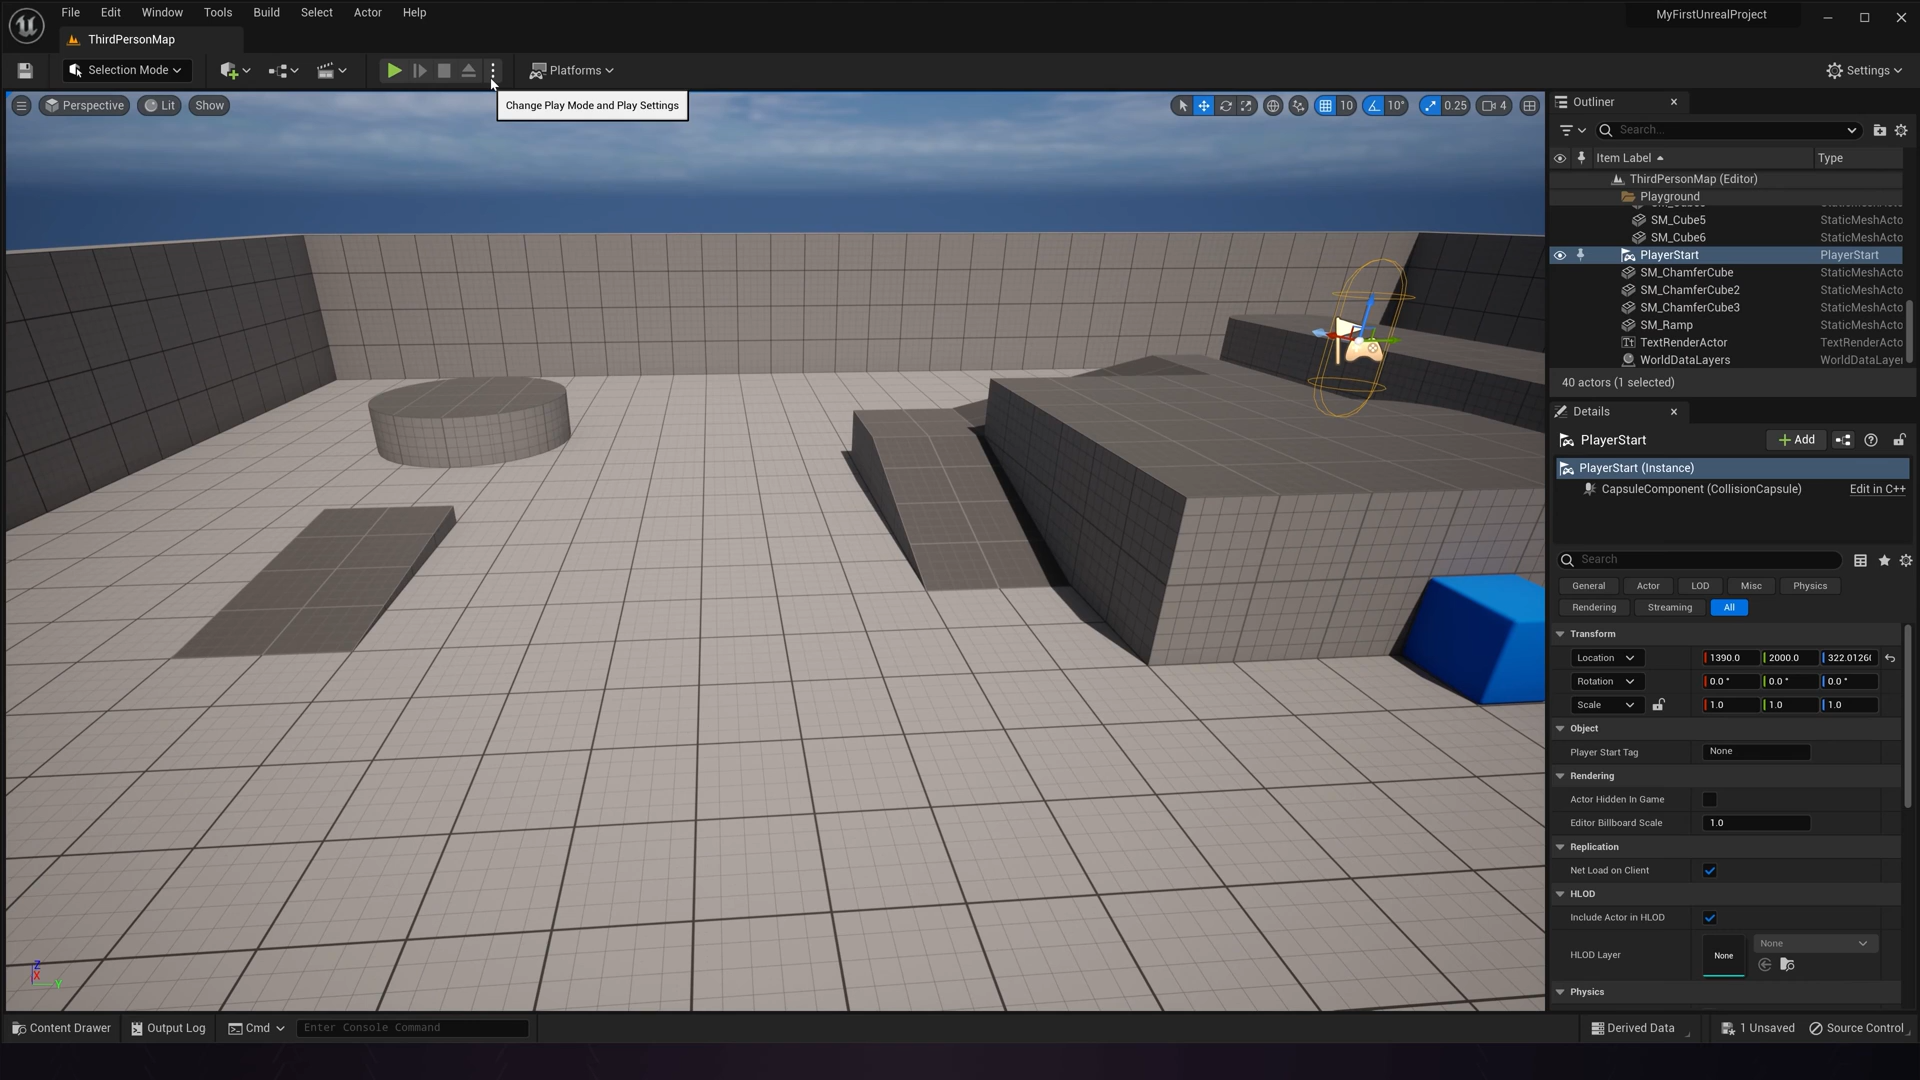 File Edit Window Tools Build Select Actor Help
MyFirstUnrealProject
ThirdPersonMap
Selection Mode
Platforms
Settings
Change Play Mode and Play Settings
Perspective Lit Show
10 10° 0.25 4
Outliner
Search...
Item Label Type
ThirdPersonMap (Editor)
Playground
SM_Cube5 StaticMeshActo
SM_Cube6 StaticMeshActo
PlayerStart PlayerStart
SM_ChamferCube StaticMeshActo
SM_ChamferCube2 StaticMeshActo
SM_ChamferCube3 StaticMeshActo
SM_Ramp StaticMeshActo
TextRenderActor TextRenderActo
WorldDataLayers WorldDataLayer
40 actors (1 selected)
Details
PlayerStart Add
PlayerStart (Instance)
CapsuleComponent (CollisionCapsule) Edit in C++
Search
General Actor LOD Misc Physics
Rendering Streaming All
Transform
Location 1390.0 2000.0 322.0126
Rotation 0.0 ° 0.0 ° 0.0 °
Scale 1.0 1.0 1.0
Object
Player Start Tag None
Rendering
Actor Hidden In Game
Editor Billboard Scale 1.0
Replication
Net Load on Client
HLOD
Include Actor in HLOD
None
HLOD Layer None
Physics
Z
X
Y
Content Drawer Output Log Cmd Enter Console Command
Derived Data 1 Unsaved Source Control